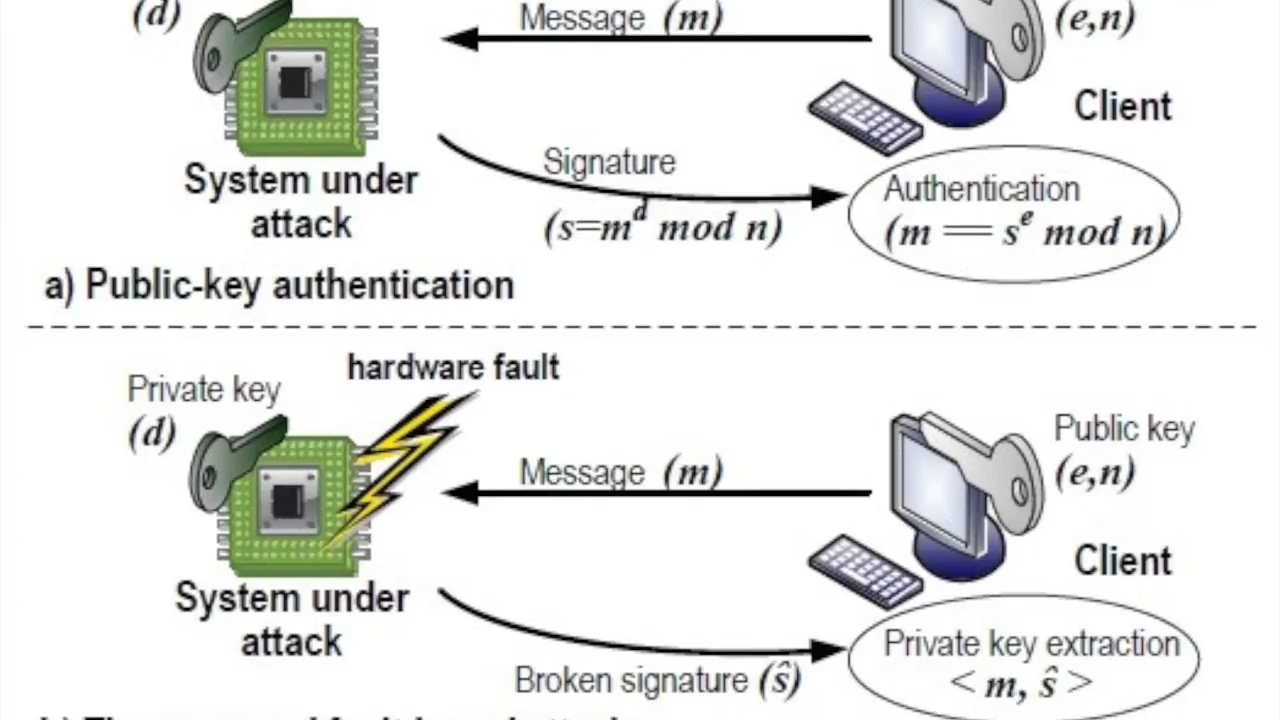 (d)
Message (m)
(e,n)
Client
System under
attack
Signature
(s=m^d mod n)
Authentication
(m == s^e mod n)
a) Public-key authentication
hardware fault
Private key
(d)
Message (m)
Public key
(e,n)
Client
System under
attack
Broken signature (ŝ)
Private key extraction
< m, ŝ >